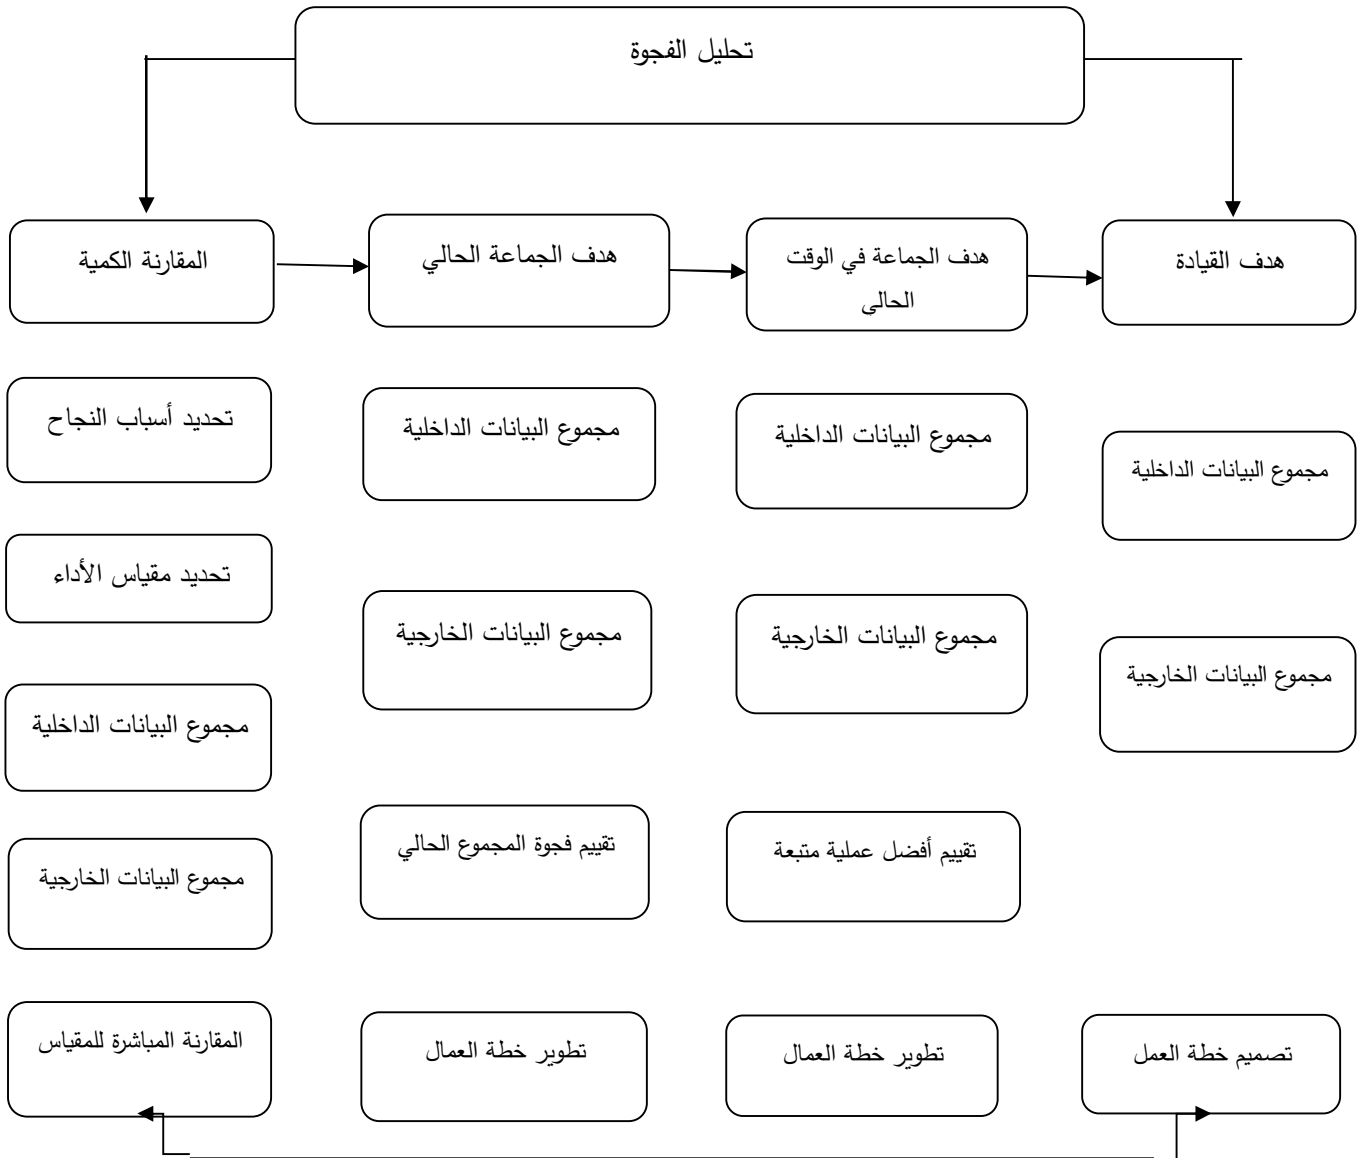 تحليل الفجوة
هدف القيادة
هدف الجماعة في الوقت
الحالى
هدف الجماعة الحالي
المقارنة الكمية
مجموع البيانات الداخلية
مجموع البيانات الداخلية
مجموع البيانات الداخلية
تحديد أسباب النجاح
تحديد مقياس الأداء
مجموع البيانات الخارجية
مجموع البيانات الخارجية
مجموع البيانات الخارجية
مجموع البيانات الداخلية
تقييم أفضل عملية متبعة
تقييم فجوة المجموع الحالي
مجموع البيانات الخارجية
تصميم خطة العمل
تطوير خطة العمال
تطوير خطة العمال
المقارنة المباشرة للمقياس